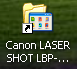 Canon LASER
SHOT LBP-...